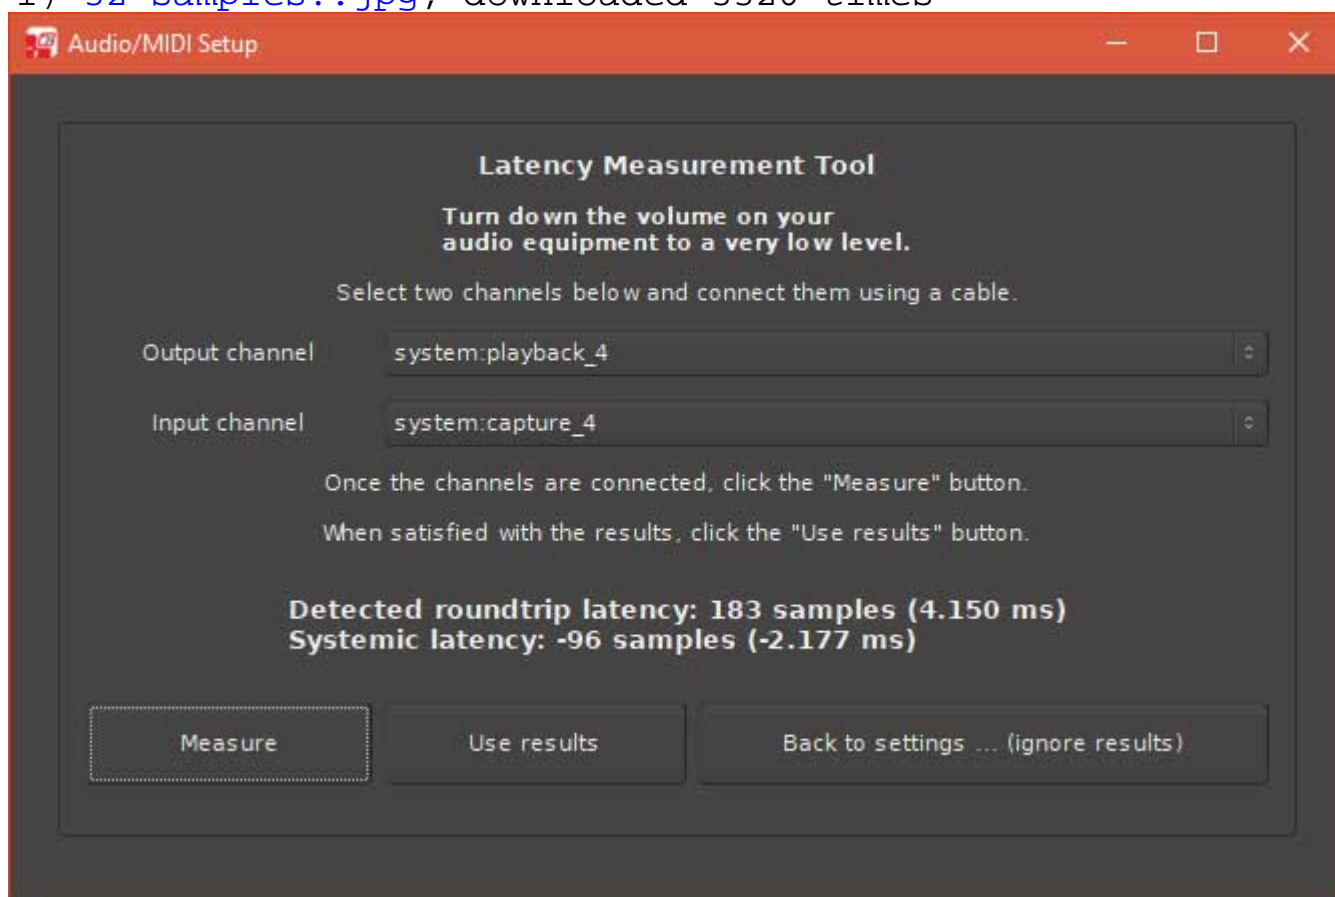 Audio/MIDI Setup
Latency Measurement Tool
Turn down the volume on your
audio equipment to a very low level.
Select two channels below and connect them using a cable.
Output channel system:playback_4
Input channel system:capture_4
Once the channels are connected, click the "Measure" button.
When satisfied with the results, click the "Use results" button.
Detected roundtrip latency: 183 samples (4.150 ms)
Systemic latency: -96 samples (-2.177 ms)
Measure Use results Back to settings ... (ignore results)